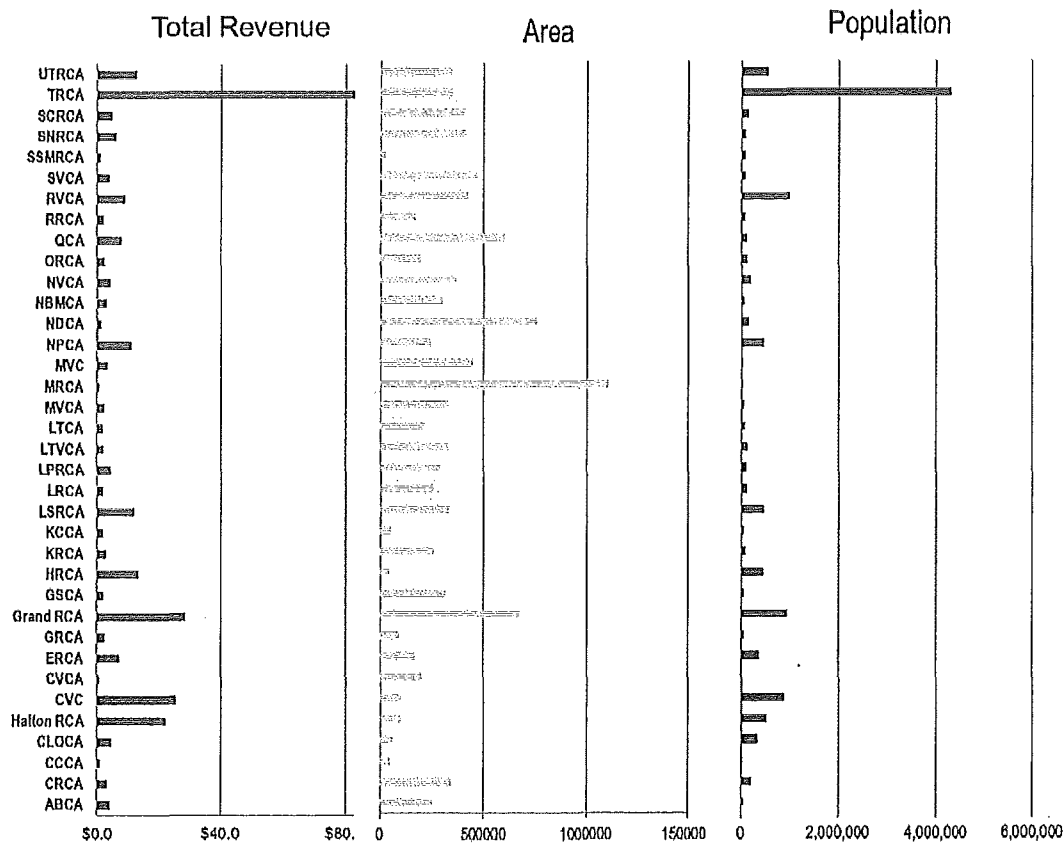 Total Revenue
Area
Population
UTRCA
TRCA
SCRCA
SNRCA
SSMRCA
SVCA
RVCA
RRCA
QCA
ORCA
NVCA
NBMCA
NDCA
NPCA
MVC
MRCA
MVCA
LTCA
LTVCA
LPRCA
LRCA
LSRCA
KCCA
KRCA
HRCA
GSCA
Grand RCA
GRCA
ERCA
CVCA
CVC
Halton RCA
CLOCA
CCCA
CRCA
ABCA
$0. $40. $80.
0 500000 1000000 150000
0 2,000,000 4,000,000 6,000,000